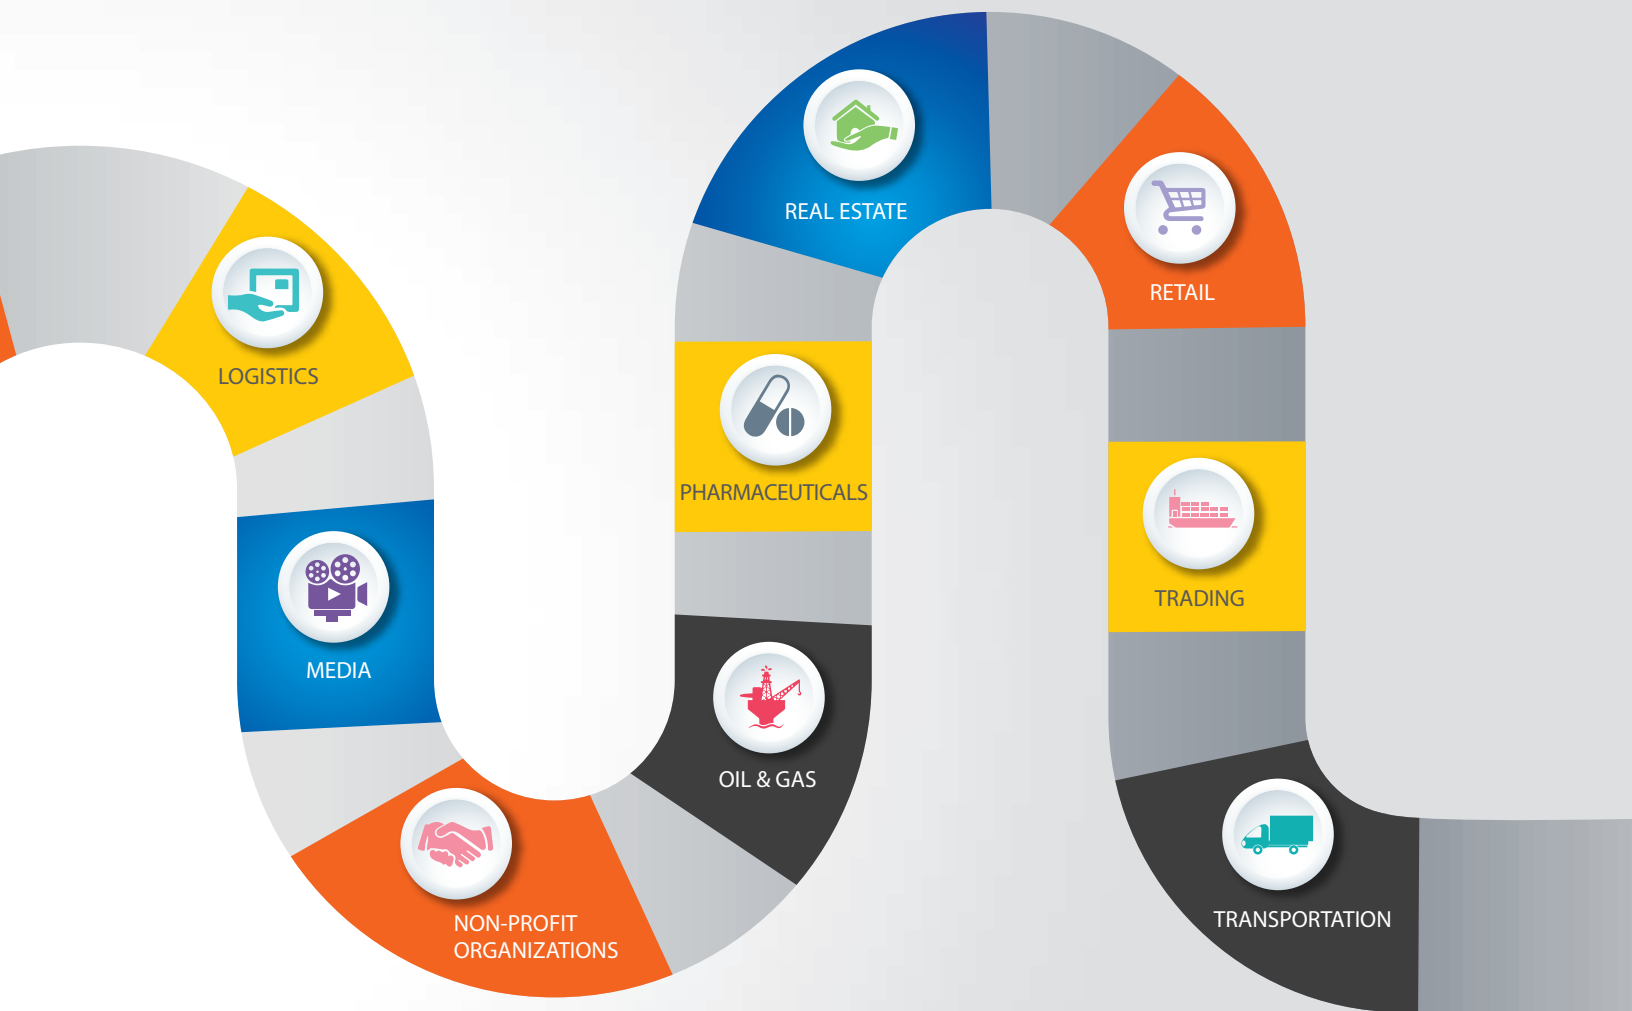 LOGISTICS
MEDIA
NON-PROFIT
ORGANIZATIONS
OIL & GAS
PHARMACEUTICALS
REAL ESTATE
RETAIL
TRADING
TRANSPORTATION